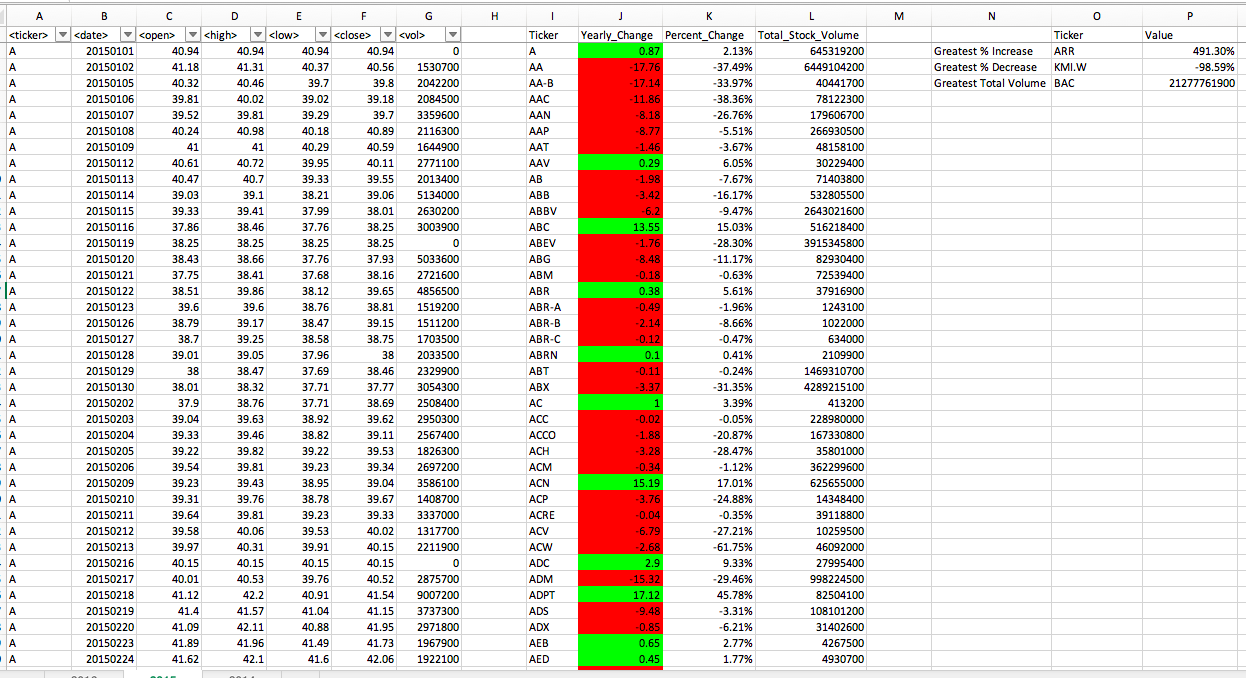 A B C D E F G H I J K L M N O P
<ticker> <date> <open> <high> <low> <close> <vol> Ticker Yearly_Change Percent_Change Total_Stock_Volume Ticker Value
A 20150101 40.94 40.94 40.94 40.94 0 A 0.87 2.13% 645319200 Greatest % Increase ARR 491.30%
A 20150102 41.18 41.31 40.37 40.56 1530700 AA -17.76 -37.49% 6449104200 Greatest % Decrease KMI.W -98.59%
A 20150105 40.32 40.46 39.7 39.8 2042200 AA-B -17.14 -33.97% 40441700 Greatest Total Volume BAC 21277761900
A 20150106 39.81 40.02 39.02 39.18 2084500 AAC -11.86 -38.36% 78122300
A 20150107 39.52 39.81 39.29 39.7 3359600 AAN -8.18 -26.76% 179606700
A 20150108 40.24 40.98 40.18 40.89 2116300 AAP -8.77 -5.51% 266930500
A 20150109 41 41 40.29 40.59 1644900 AAT -1.46 -3.67% 48158100
A 20150112 40.61 40.72 39.95 40.11 2771100 AAV 0.29 6.05% 30229400
A 20150113 40.47 40.7 39.33 39.55 2013400 AB -1.98 -7.67% 71403800
A 20150114 39.03 39.1 38.21 39.06 5134000 ABB -3.42 -16.17% 532805500
A 20150115 39.33 39.41 37.99 38.01 2630200 ABBV -6.2 -9.47% 2643021600
A 20150116 37.86 38.46 37.76 38.25 3003900 ABC 13.55 15.03% 516218400
A 20150119 38.25 38.25 38.25 38.25 0 ABEV -1.76 -28.30% 3915345800
A 20150120 38.43 38.66 37.76 37.93 5033600 ABG -8.48 -11.17% 82930400
A 20150121 37.75 38.41 37.68 38.16 2721600 ABM -0.18 -0.63% 72539400
A 20150122 38.51 39.86 38.12 39.65 4856500 ABR 0.38 5.61% 37916900
A 20150123 39.6 39.6 38.76 38.81 1519200 ABR-A -0.49 -1.96% 1243100
A 20150126 38.79 39.17 38.47 39.15 1511200 ABR-B -2.14 -8.66% 1022000
A 20150127 38.7 39.25 38.58 38.75 1703500 ABR-C -0.12 -0.47% 634000
A 20150128 39.01 39.05 37.96 38 2033500 ABRN 0.1 0.41% 2109900
A 20150129 38 38.47 37.69 38.46 2329900 ABT -0.11 -0.24% 1469310700
A 20150130 38.01 38.32 37.71 37.77 3054300 ABX -3.37 -31.35% 4289215100
A 20150202 37.9 38.76 37.71 38.69 2508400 AC 1 3.39% 413200
A 20150203 39.04 39.63 38.92 39.62 2950300 ACC -0.02 -0.05% 228980000
A 20150204 39.33 39.46 38.82 39.11 2567400 ACCO -1.88 -20.87% 167330800
A 20150205 39.22 39.82 39.22 39.53 1826300 ACH -3.28 -28.47% 35801000
A 20150206 39.54 39.81 39.23 39.34 2697200 ACM -0.34 -1.12% 362299600
A 20150209 39.23 39.43 38.95 39.04 3586100 ACN 15.19 17.01% 625655000
A 20150210 39.31 39.76 38.78 39.67 1408700 ACP -3.76 -24.88% 14348400
A 20150211 39.64 39.81 39.23 39.33 3337000 ACRE -0.04 -0.35% 39118800
A 20150212 39.58 40.06 39.53 40.02 1317700 ACV -6.79 -27.21% 10259500
A 20150213 39.97 40.31 39.91 40.15 2211900 ACW -2.68 -61.75% 46092000
A 20150216 40.15 40.15 40.15 40.15 0 ADC 2.9 9.33% 27995400
A 20150217 40.01 40.53 39.76 40.52 2875700 ADM -15.32 -29.46% 998224500
A 20150218 41.12 42.2 40.91 41.54 9007200 ADPT 17.12 45.78% 82504100
A 20150219 41.4 41.57 41.04 41.15 3737300 ADS -9.48 -3.31% 108101200
A 20150220 41.09 42.11 40.88 41.95 2971800 ADX -0.85 -6.21% 31402600
A 20150223 41.89 41.96 41.49 41.73 1967900 AEB 0.65 2.77% 4267500
A 20150224 41.62 42.1 41.6 42.06 1922100 AED 0.45 1.77% 4930700